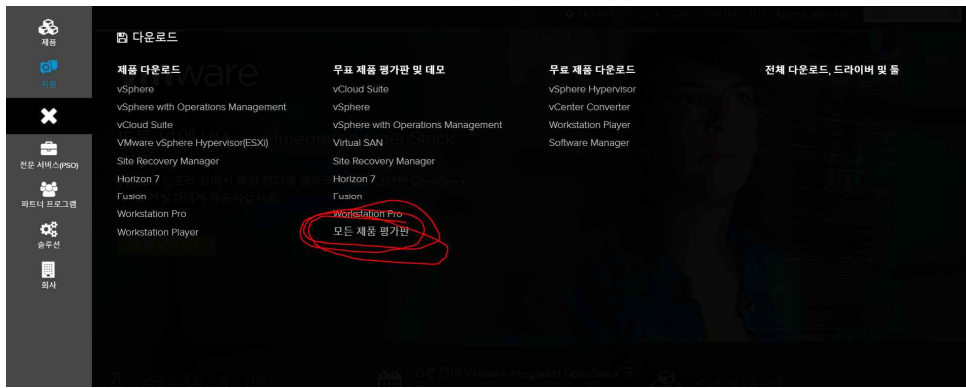 제품
지원
전문 서비스(PSO)
파트너 프로그램
솔루션
회사
다운로드
제품 다운로드
vSphere
vSphere with Operations Management
vCloud Suite
VMware vSphere Hypervisor(ESXi)
Site Recovery Manager
Horizon 7
Fusion
Workstation Pro
Workstation Player
무표 제품 평가판 및 데모
vCloud Suite
vSphere
vSphere with Operations Management
Virtual SAN
Site Recovery Manager
Horizon 7
Fusion
Workstation Pro
모든 제품 평가판
무료 제품 다운로드
vSphere Hypervisor
vCenter Converter
Workstation Player
Software Manager
전체 다운로드, 드라이버 및 툴